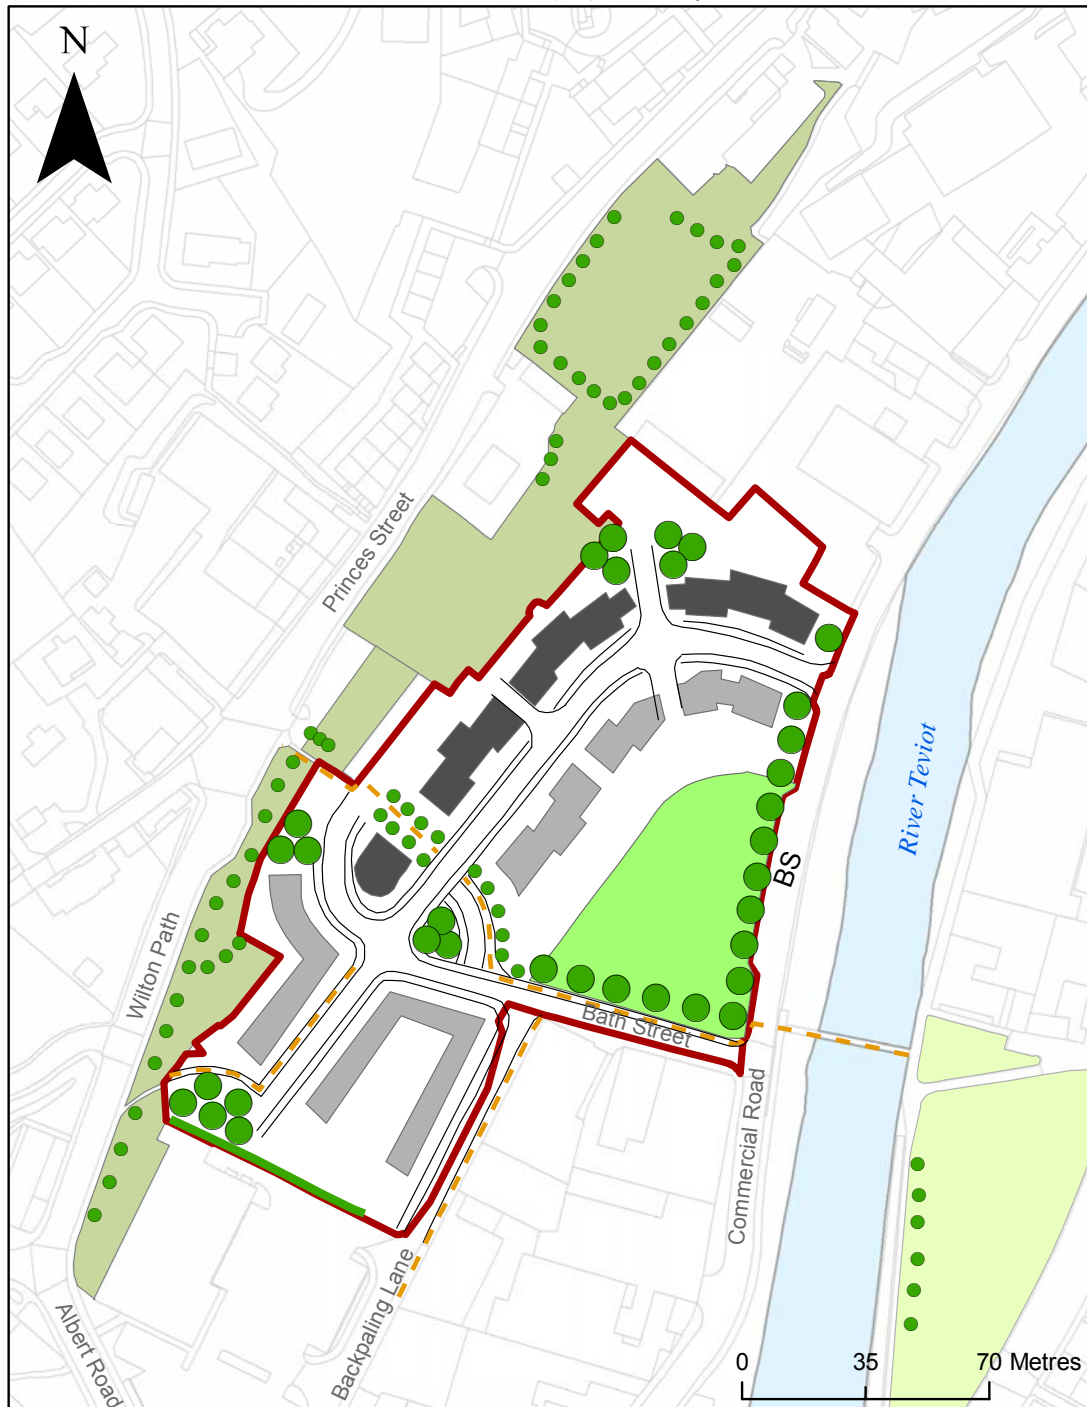 N
Princes Street
River Teviot
BS
Wilton Path
Bath Street
Commercial Road
Backpaling Lane
Albert Road
0 35 70 Metres